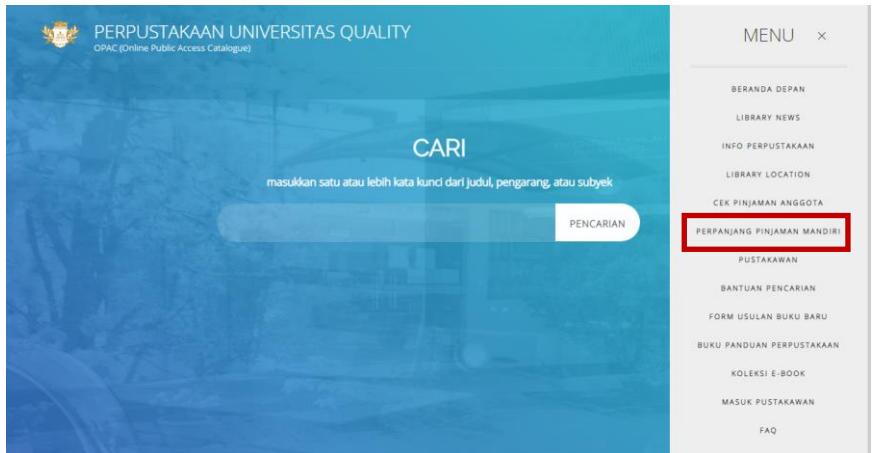 PERPUSTAKAAN UNIVERSITAS QUALITY
OPAC (Online Public Access Catalogue)
CARI
masukkan satu atau lebih kata kunci dari judul, pengarang, atau subyek
PENCARIAN
MENU ×
BERANDA DEPAN
LIBRARY NEWS
INFO PERPUSTAKAAN
LIBRARY LOCATION
CEK PINJAMAN ANGGOTA
PERPANJANG PINJAMAN MANDIRI
PUSTAKAWAN
BANTUAN PENCARIAN
FORM USULAN BUKU BARU
BUKU PANDUAN PERPUSTAKAAN
KOLEKSI E-BOOK
MASUK PUSTAKAWAN
FAQ